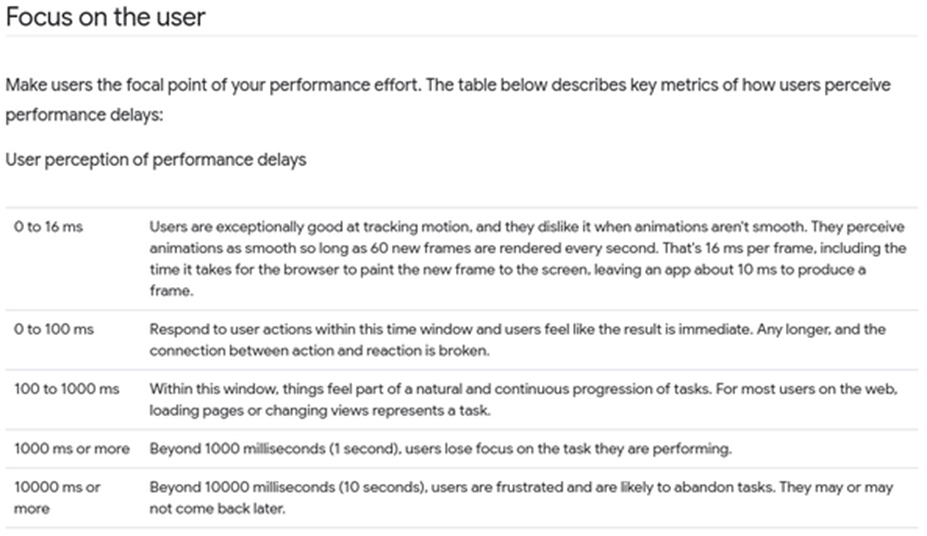 Focus on the user
Make users the focal point of your performance effort. The table below describes key metrics of how users perceive
performance delays:
User perception of performance delays
0 to 16 ms
Users are exceptionally good at tracking motion, and they dislike it when animations aren't smooth. They perceive
animations as smooth so long as 60 new frames are rendered every second. That's 16 ms per frame, including the
time it takes for the browser to paint the new frame to the screen, leaving an app about 10 ms to produce a
frame.
0 to 100 ms
Respond to user actions within this time window and users feel like the result is immediate. Any longer, and the
connection between action and reaction is broken.
100 to 1000 ms
Within this window, things feel part of a natural and continuous progression of tasks. For most users on the web,
loading pages or changing views represents a task.
1000 ms or more
Beyond 1000 milliseconds (1 second), users lose focus on the task they are performing.
10000 ms or
more
Beyond 10000 milliseconds (10 seconds), users are frustrated and are likely to abandon tasks. They may or may
not come back later.